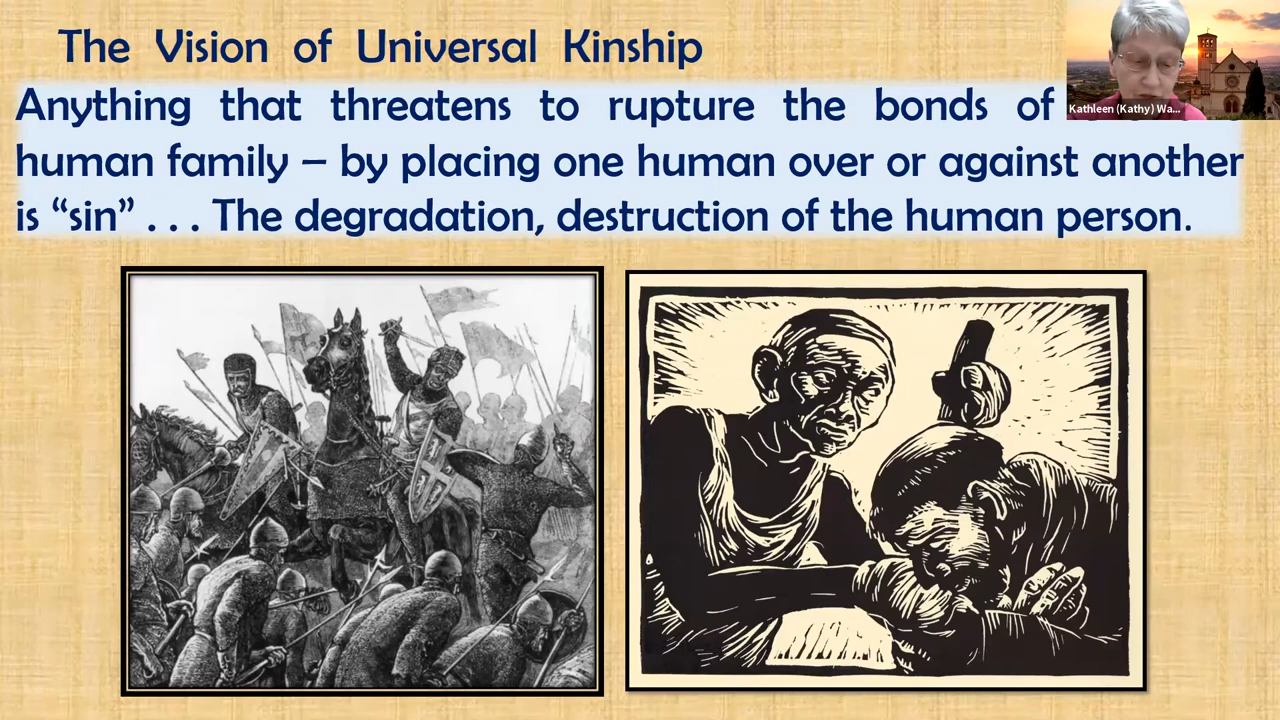 The Vision of Universal Kinship
Kathleen (Kathy) Wa...
Anything that threatens to rupture the bonds of
human family – by placing one human over or against another
is “sin” . . . The degradation, destruction of the human person.